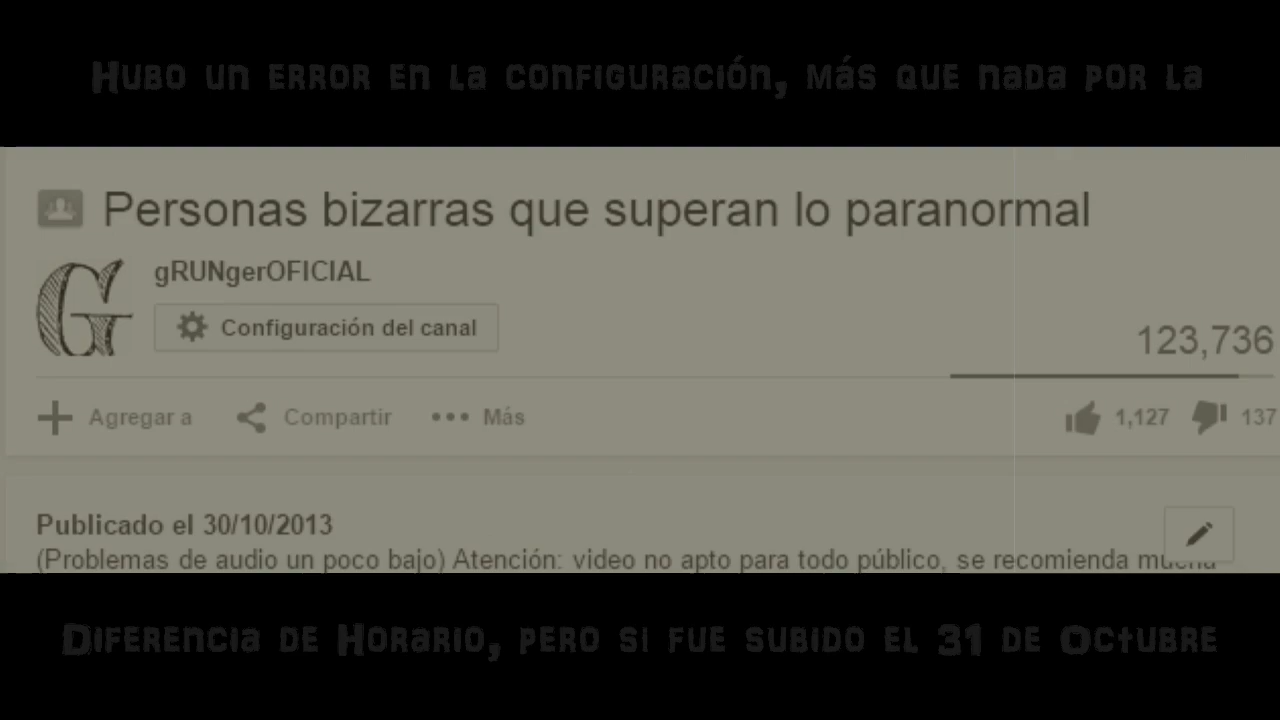 Hubo un error en la configuración, más que nada por la
Personas bizarras que superan lo paranormal
gRUNgerOFICIAL
Configuración del canal
123,736
Agregar a Compartir Más 1,127 137
Publicado el 30/10/2013
(Problemas de audio un poco bajo) Atención: video no apto para todo público, se recomienda mucha
Diferencia de Horario, pero si fue subido el 31 de Octubre